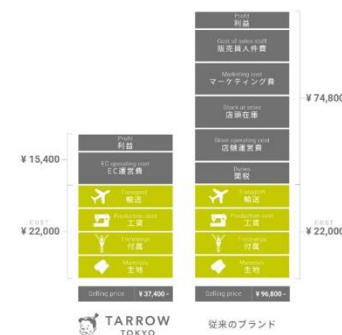 Profit
利益
Cost of sales staff
販売員人件費
Marketing cost
マーケティング費
Stock at store
店頭在庫
Store operating cost
店舗運営費
Duties
関税
Transport
輸送
Production cost
工賃
Trimmings
付属
Materials
生地
Selling price ¥ 96,800 -
従来のブランド
¥ 74,800
COST
¥ 22,000
Profit
利益
EC operating cost
EC運営費
Transport
輸送
Production cost
工賃
Trimmings
付属
Materials
生地
Selling price ¥ 37,400 -
¥ 15,400
COST
¥ 22,000
TARROW
TOKYO